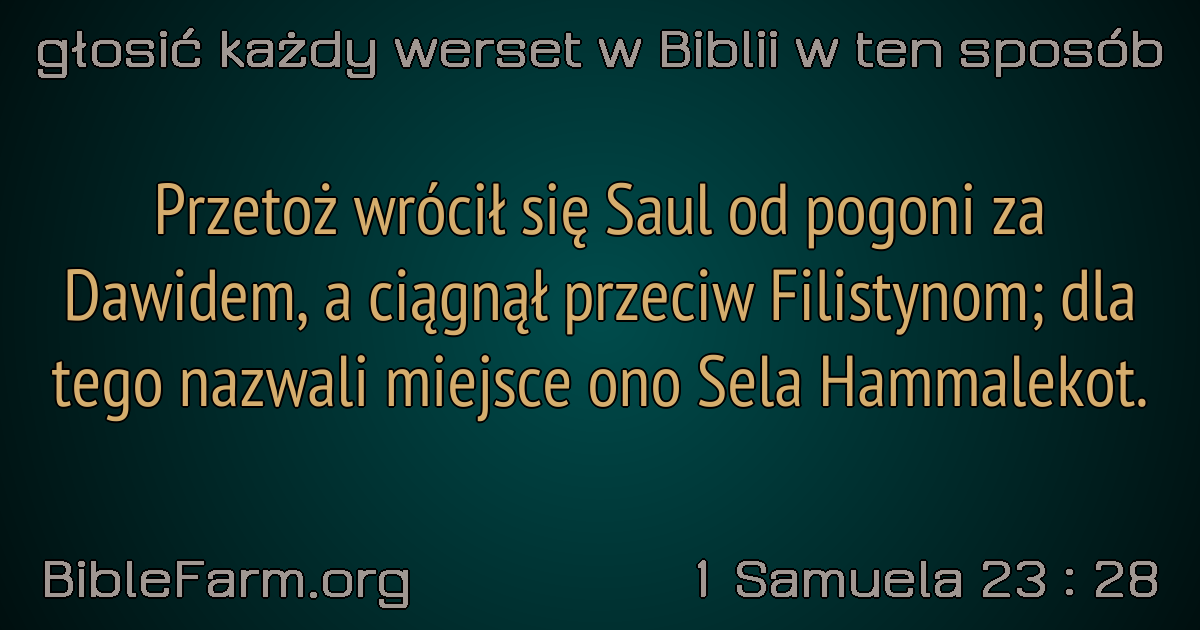 głosić każdy werset w Biblii w ten sposób
Przetoż wrócił się Saul od pogoni za
Dawidem, a ciągnął przeciw Filistynom; dla
tego nazwali miejsce ono Sela Hammalekot.
BibleFarm.org
1 Samuela 23 : 28